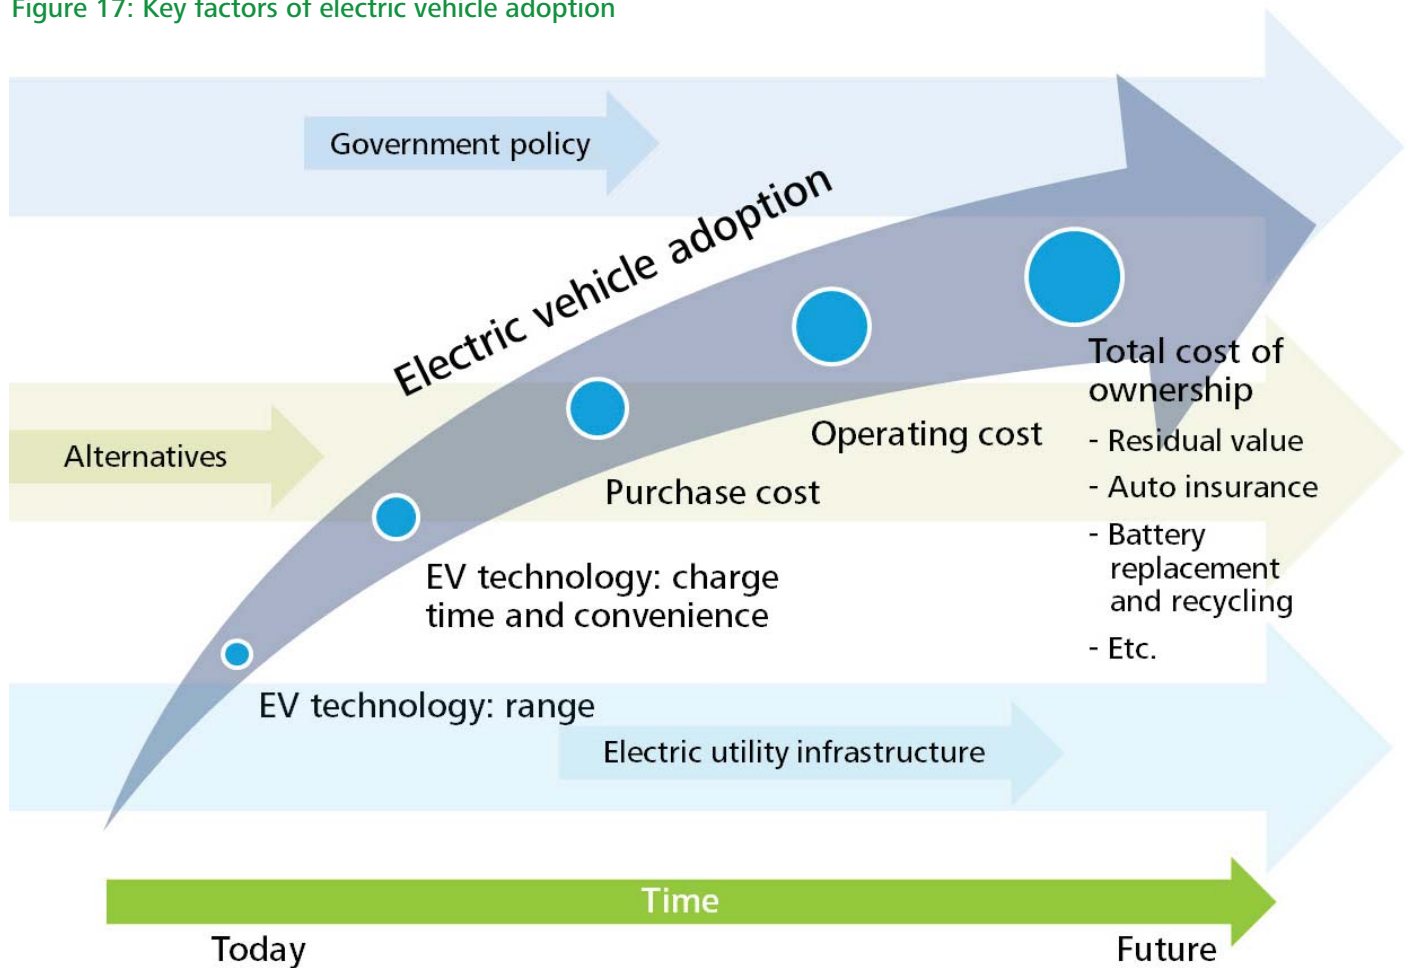 Figure 17: Key factors of electric vehicle adoption
Government policy
Electric vehicle adoption
Alternatives
Total cost of
ownership
- Residual value
- Auto insurance
- Battery
replacement
and recycling
- Etc.
Operating cost
Purchase cost
EV technology: charge
time and convenience
EV technology: range
Electric utility infrastructure
Time
Today
Future